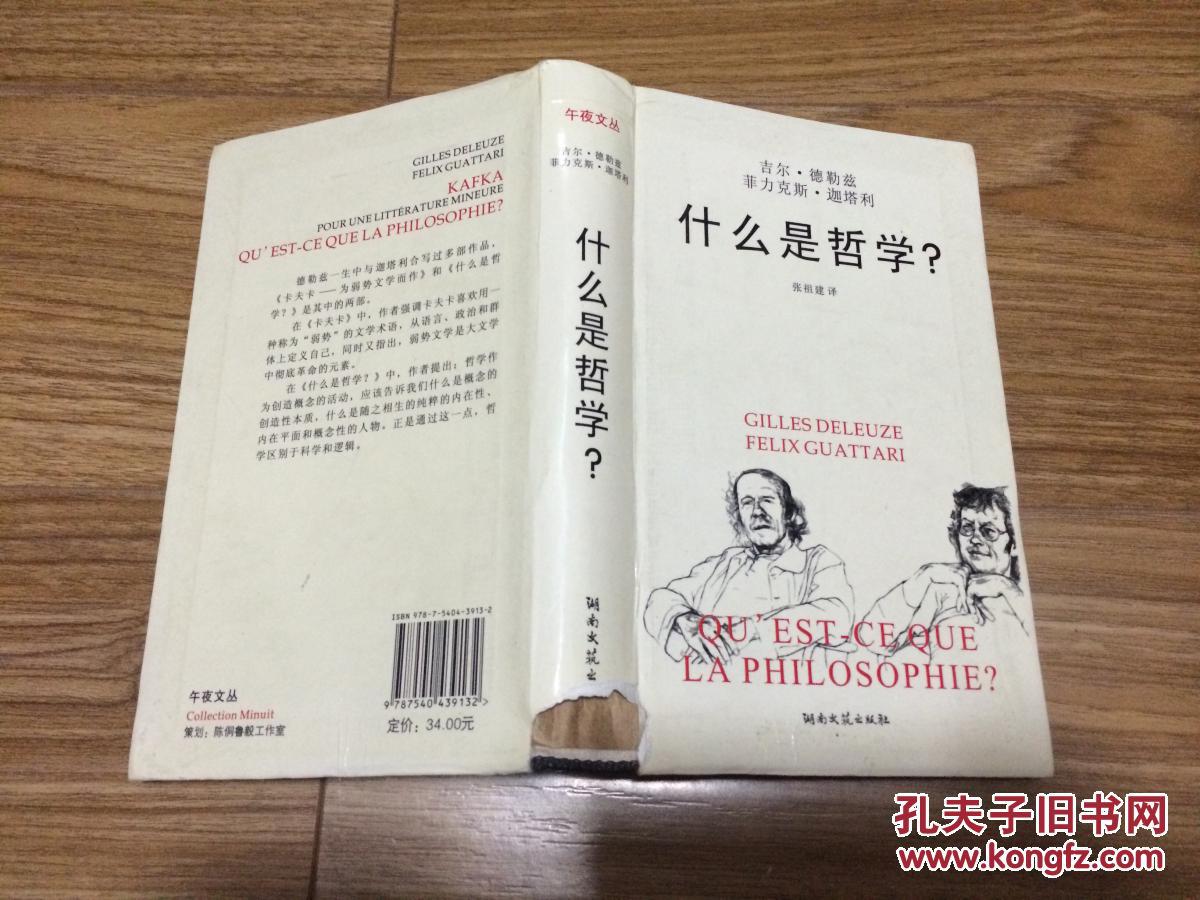 GILLES DELEUZE
FELIX GUATTARI
KAFKA
POUR UNE LITTÉRATURE MINEURE
QU'EST-CE QUE LA PHILOSOPHIE?
德勒兹一生中与迦塔利合写过多部作品，
《卡夫卡——为弱势文学而作》和《什么是哲
学？》是其中的两部。
在《卡夫卡》中，作者强调卡夫卡喜欢用一
种称为“弱势”的文学术语，从语言、政治和群
体上定义自己，同时又指出，弱势文学是大文学
中彻底革命的元素。
在《什么是哲学？》中，作者提出：哲学作
为创造概念的活动，应该告诉我们什么是概念的
创造性本质，什么是随之相生的纯粹的内在性、
内在平面和概念性的人物。正是通过这一点，哲
学区别于科学和逻辑。
ISBN 978-7-5404-3913-2
9 787540 439132>
定价：34.00元
午夜文丛
Collection Minuit
策划：陈侗鲁毅工作室
午夜文丛
吉尔·德勒兹
菲力克斯·迦塔利
什么是哲学？
湖南文艺出
吉尔·德勒兹
菲力克斯·迦塔利
什么是哲学？
张祖建 译
GILLES DELEUZE
FELIX GUATTARI
QU'EST-CE QUE
LA PHILOSOPHIE?
湖南文艺出版社
孔夫子旧书网
www.kongfz.com